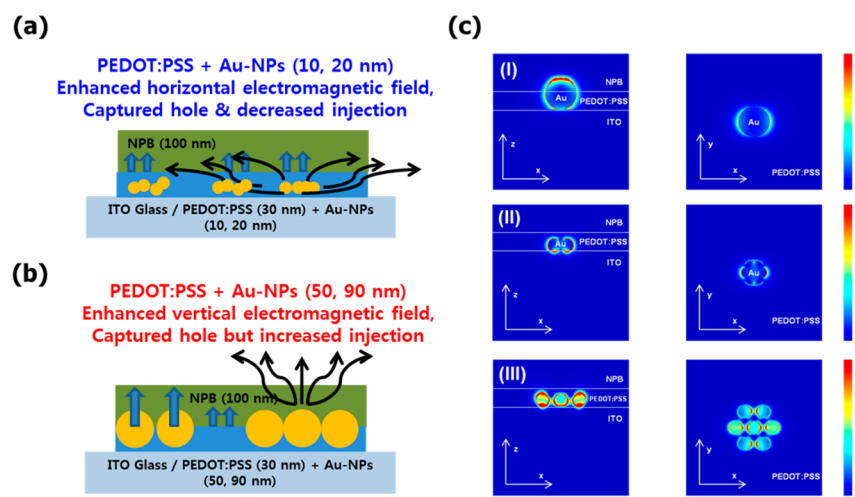 (a)
PEDOT:PSS + Au-NPs (10, 20 nm)
Enhanced horizontal electromagnetic field,
Captured hole & decreased injection
NPB (100 nm)
ITO Glass / PEDOT:PSS (30 nm) + Au-NPs
(10, 20 nm)
(b)
PEDOT:PSS + Au-NPs (50, 90 nm)
Enhanced vertical electromagnetic field,
Captured hole but increased injection
NPB (100 nm)
ITO Glass / PEDOT:PSS (30 nm) + Au-NPs
(50, 90 nm)
(c)
(I)
NPB
Au
PEDOT:PSS
ITO
z
x
Au
y
x
PEDOT:PSS
(II)
NPB
Au
PEDOT:PSS
ITO
z
x
Au
y
x
PEDOT:PSS
(III)
NPB
PEDOT:PSS
ITO
z
x
y
x
PEDOT:PSS